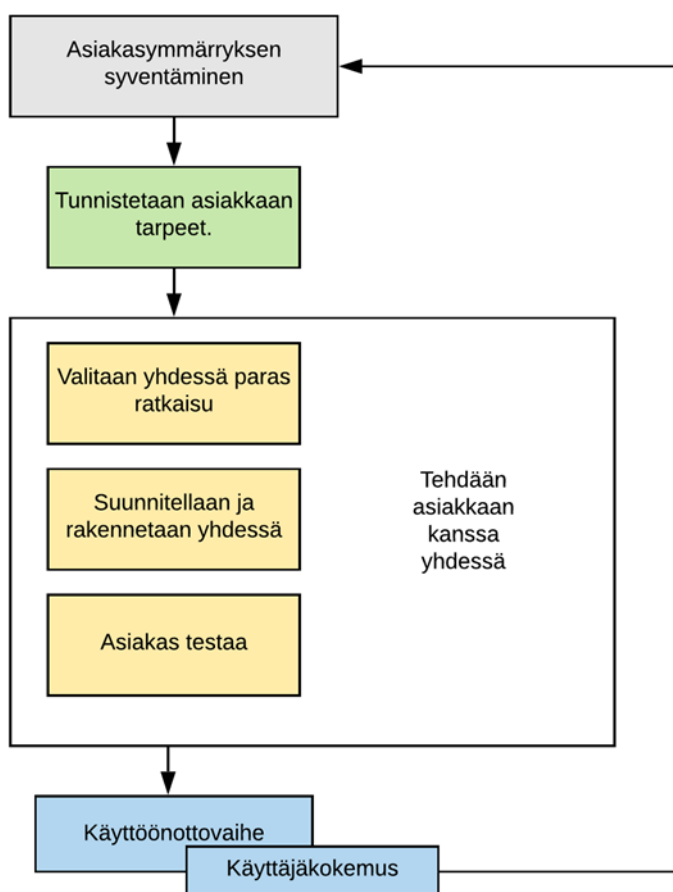 Asiakasymmärryksen
syventäminen
Tunnistetaan asiakkaan
tarpeet.
Valitaan yhdessä paras
ratkaisu
Suunnitellaan ja
rakennetaan yhdessä
Asiakas testaa
Tehdään
asiakkaan
kanssa
yhdessä
Käyttöönottovaihe
Käyttäjäkokemus